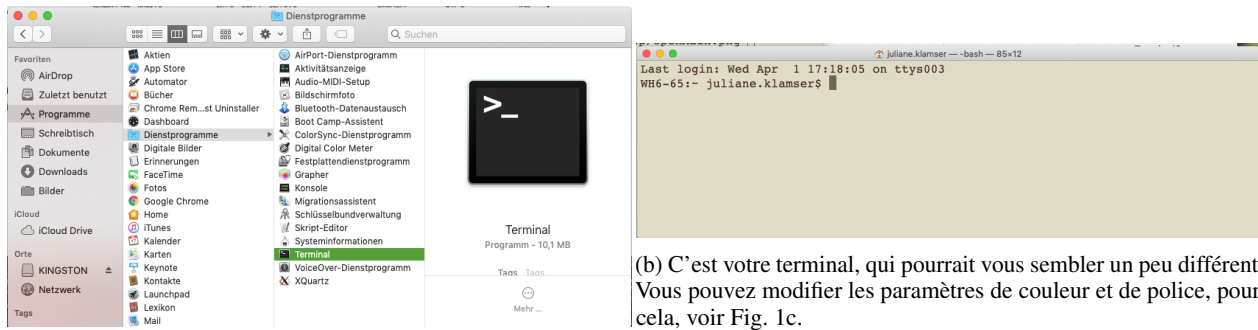 Dienstprogramme
Suchen
Favoriten
AirDrop
Zuletzt benutzt
Programme
Schreibtisch
Dokumente
Downloads
Bilder
iCloud
iCloud Drive
Orte
KINGSTON
Netzwerk
Tags
Aktien
App Store
Automator
Bücher
Chrome Rem...st Uninstaller
Dashboard
Dienstprogramme
Digitale Bilder
Erinnerungen
FaceTime
Fotos
Google Chrome
Home
iTunes
Kalender
Karten
Keynote
Kontakte
Launchpad
Lexikon
Mail
AirPort-Dienstprogramm
Aktivitätsanzeige
Audio-MIDI-Setup
Bildschirmfoto
Bluetooth-Datenaustausch
Boot Camp-Assistent
ColorSync-Dienstprogramm
Digital Color Meter
Festplattendienstprogramm
Grapher
Konsole
Migrationsassistent
Schlüsselbundverwaltung
Skript-Editor
Systeminformationen
Terminal
VoiceOver-Dienstprogramm
XQuartz
>_
Terminal
Programm - 10,1 MB
Tags Tags...
Mehr ...
juliane.klamser — -bash — 85×12
Last login: Wed Apr  1 17:18:05 on ttys003
WH6-65:~ juliane.klamser$
(b) C'est votre terminal, qui pourrait vous sembler un peu différent
Vous pouvez modifier les paramètres de couleur et de police, pour
cela, voir Fig. 1c.